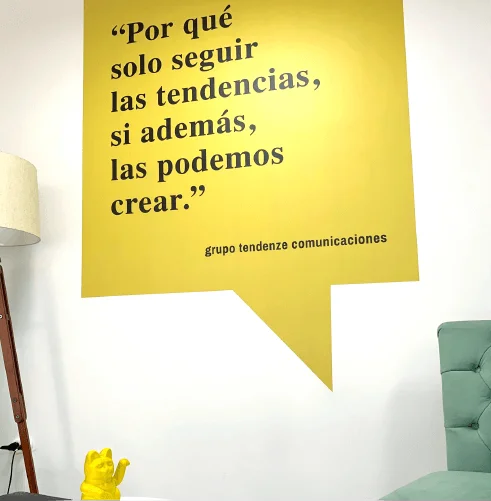 “Por qué
solo seguir
las tendencias,
si además,
las podemos
crear.”
grupo tendenze comunicaciones